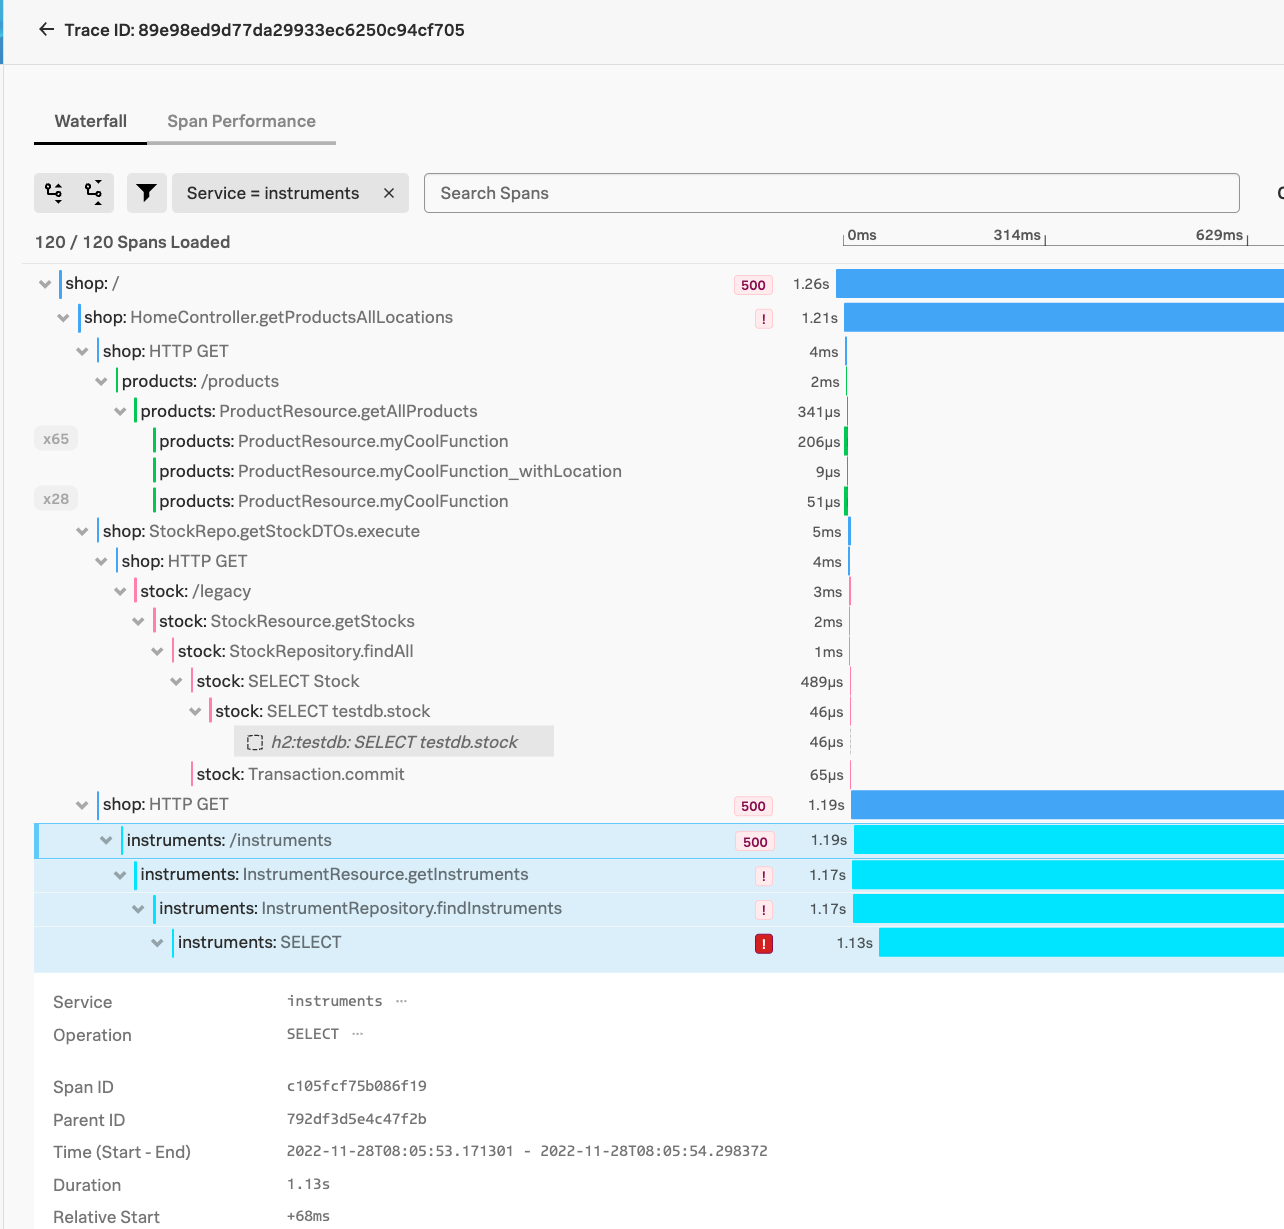 Trace ID: 89e98ed9d77da29933ec6250c94cf705
Waterfall Span Performance
Service = instruments × Search Spans
120 / 120 Spans Loaded 0ms 314ms 629ms
shop: / 500 1.26s
shop: HomeController.getProductsAllLocations ! 1.21s
shop: HTTP GET 4ms
products: /products 2ms
products: ProductResource.getAllProducts 341µs
x65 products: ProductResource.myCoolFunction 206µs
products: ProductResource.myCoolFunction_withLocation 9µs
x28 products: ProductResource.myCoolFunction 51µs
shop: StockRepo.getStockDTOs.execute 5ms
shop: HTTP GET 4ms
stock: /legacy 3ms
stock: StockResource.getStocks 2ms
stock: StockRepository.findAll 1ms
stock: SELECT Stock 489µs
stock: SELECT testdb.stock 46µs
h2:testdb: SELECT testdb.stock 46µs
stock: Transaction.commit 65µs
shop: HTTP GET 500 1.19s
instruments: /instruments 500 1.19s
instruments: InstrumentResource.getInstruments ! 1.17s
instruments: InstrumentRepository.findInstruments ! 1.17s
instruments: SELECT ! 1.13s
Service instruments ...
Operation SELECT ...
Span ID c105fcf75b086f19
Parent ID 792df3d5e4c47f2b
Time (Start - End) 2022-11-28T08:05:53.171301 - 2022-11-28T08:05:54.298372
Duration 1.13s
Relative Start +68ms